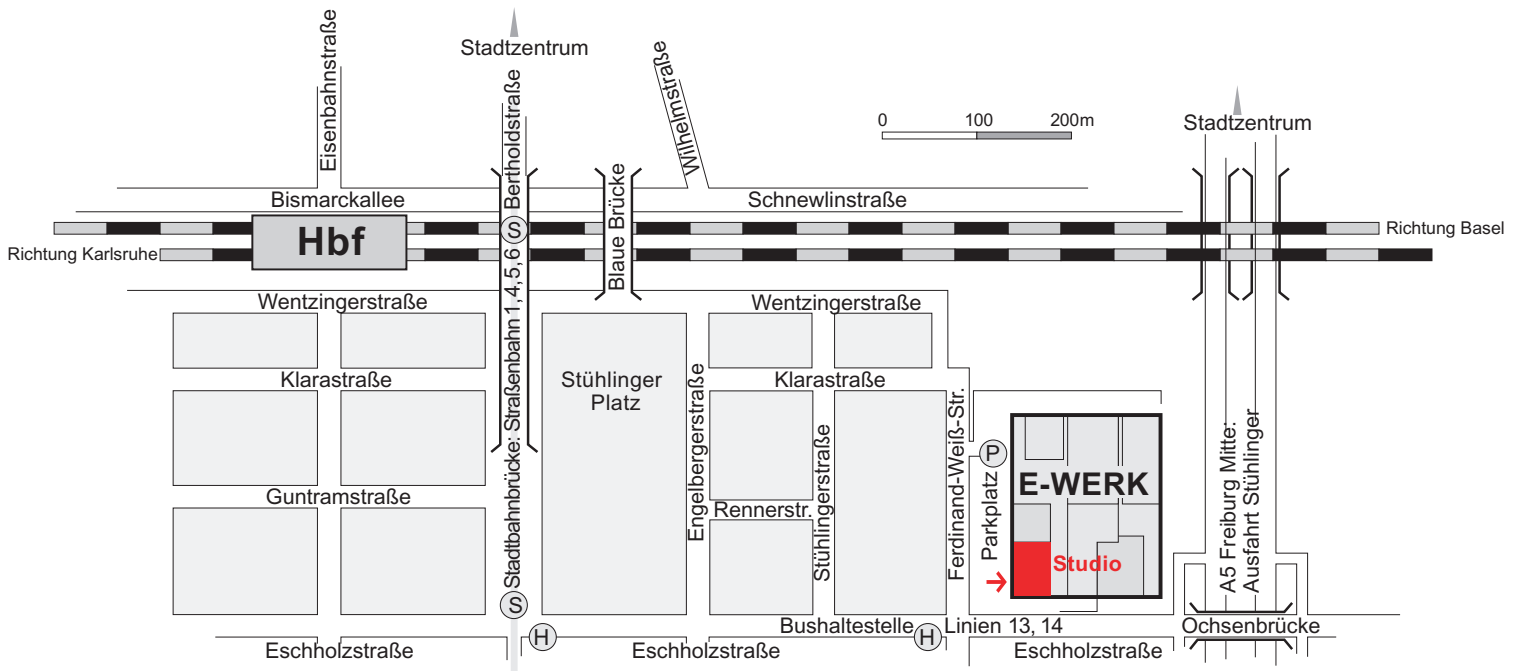 Stadtzentrum
Eisenbahnstraße
Bertholdstraße
Wilhelmstraße
0 100 200m
Stadtzentrum
Bismarckallee
Blaue Brücke
Schnewlinstraße
S
Richtung Basel
Hbf
Richtung Karlsruhe
Stadtbahnbrücke: Straßenbahn 1, 4, 5, 6
Wentzingerstraße
Wentzingerstraße
Klarastraße
Stühlinger
Platz
Klarastraße
Engelbergerstraße
Stühlingerstraße
Ferdinand-Weiß-Str.
P
Parkplatz
E-WERK
A5 Freiburg Mitte:
Ausfahrt Stühlinger
Guntramstraße
Rennerstr.
Studio
S
H
Bushaltestelle H Linien 13, 14
Ochsenbrücke
Eschholzstraße
Eschholzstraße
Eschholzstraße